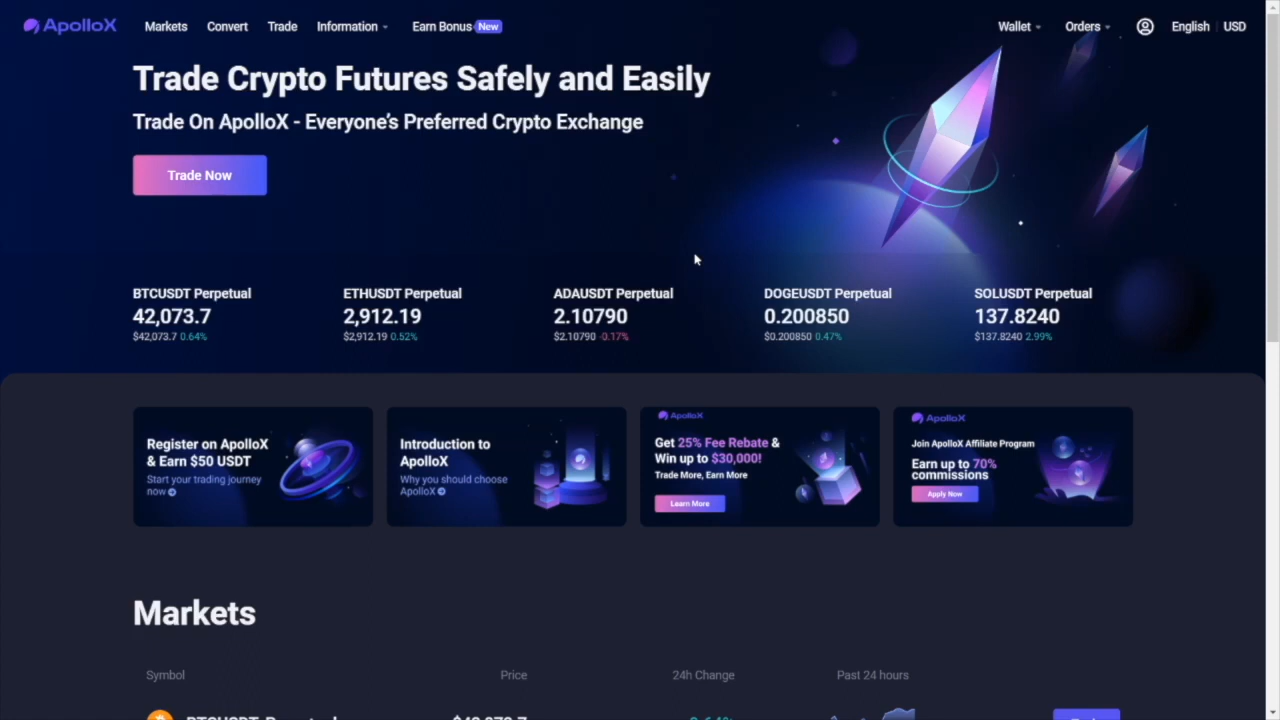 ApolloX Markets Convert Trade Information Earn Bonus New Wallet Orders English USD
Trade Crypto Futures Safely and Easily
Trade On ApolloX - Everyone's Preferred Crypto Exchange
Trade Now
BTCUSDT Perpetual ETHUSDT Perpetual ADAUSDT Perpetual DOGEUSDT Perpetual SOLUSDT Perpetual
42,073.7 2,912.19 2.10790 0.200850 137.8240
$42,073.7 0.64% $2,912.19 0.52% $2.10790 -0.17% $0.200850 0.47% $137.8240 2.99%
Register on ApolloX
& Earn $50 USDT
Start your trading journey
now
Introduction to
ApolloX
Why you should choose
ApolloX
ApolloX
Get 25% Fee Rebate &
Win up to $30,000!
Trade More, Earn More
Learn More
ApolloX
Join ApolloX Affiliate Program
Earn up to 70%
commissions
Apply Now
Markets
Symbol Price 24h Change Past 24 hours